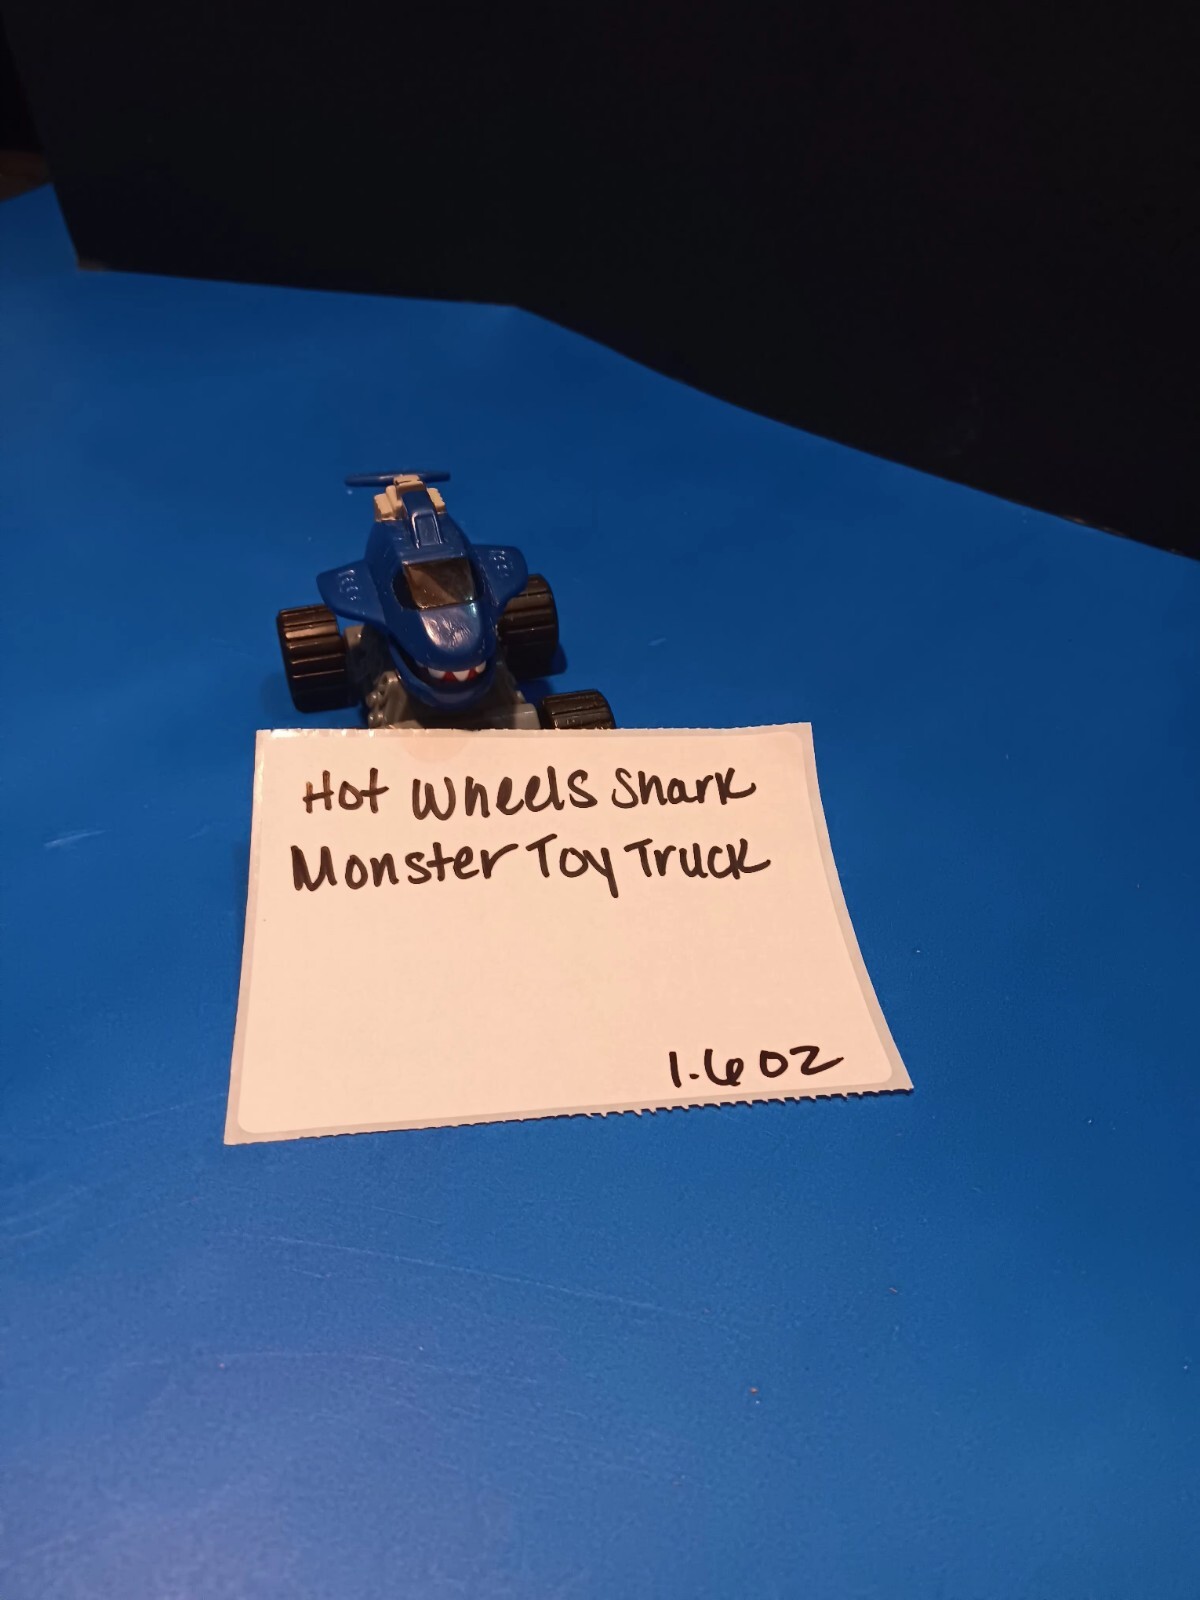 Hot Wheels Shark
Monster Toy Truck
1.6 oz